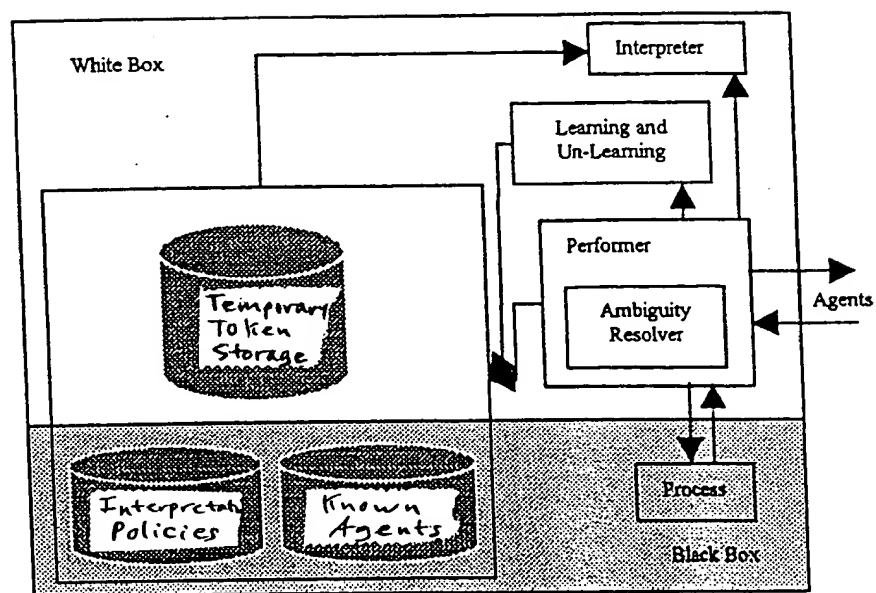 White Box
Interpreter
Learning and
Un-Learning
Performer
Ambiguity
Resolver
Agents
Temporary
Token
Storage
Interpretati
Policies
Known
Agents
Process
Black Box